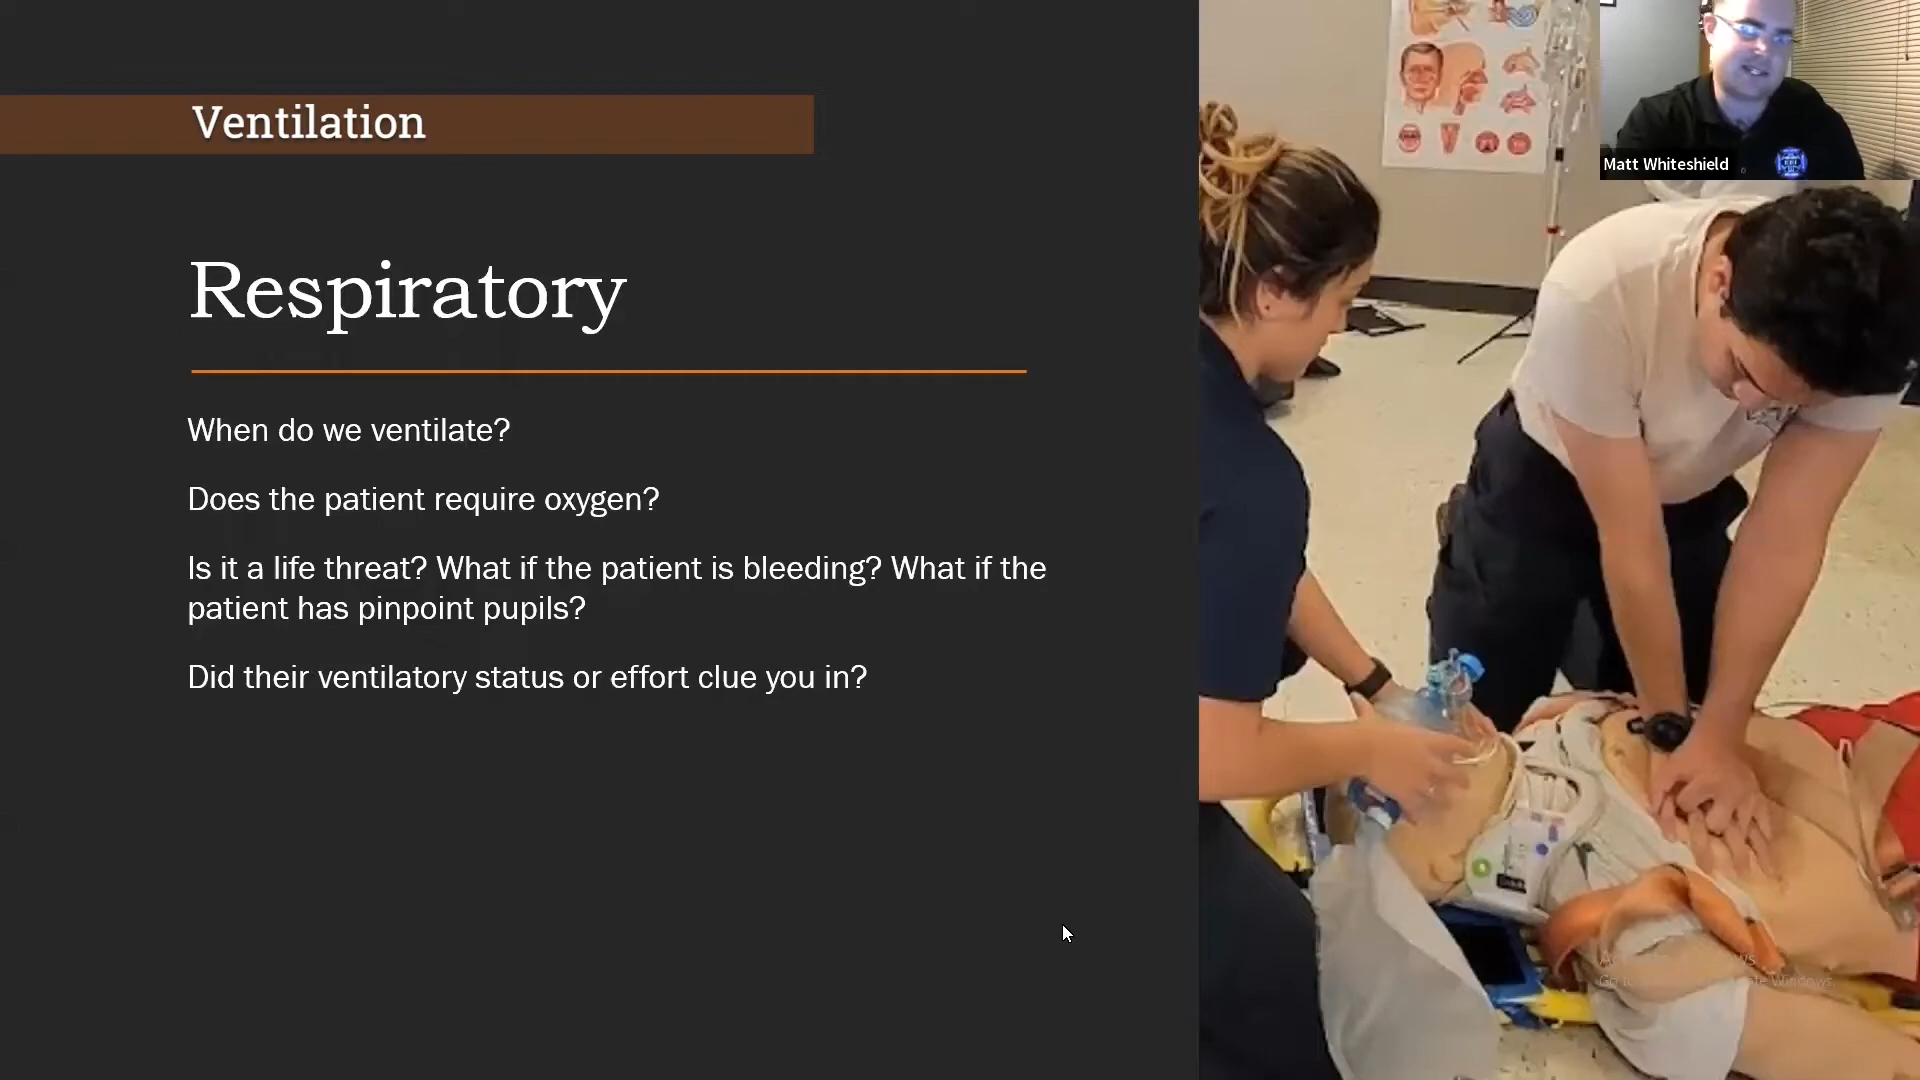 Ventilation
Respiratory
When do we ventilate?
Does the patient require oxygen?
Is it a life threat? What if the patient is bleeding? What if the
patient has pinpoint pupils?
Did their ventilatory status or effort clue you in?
Matt Whiteshield